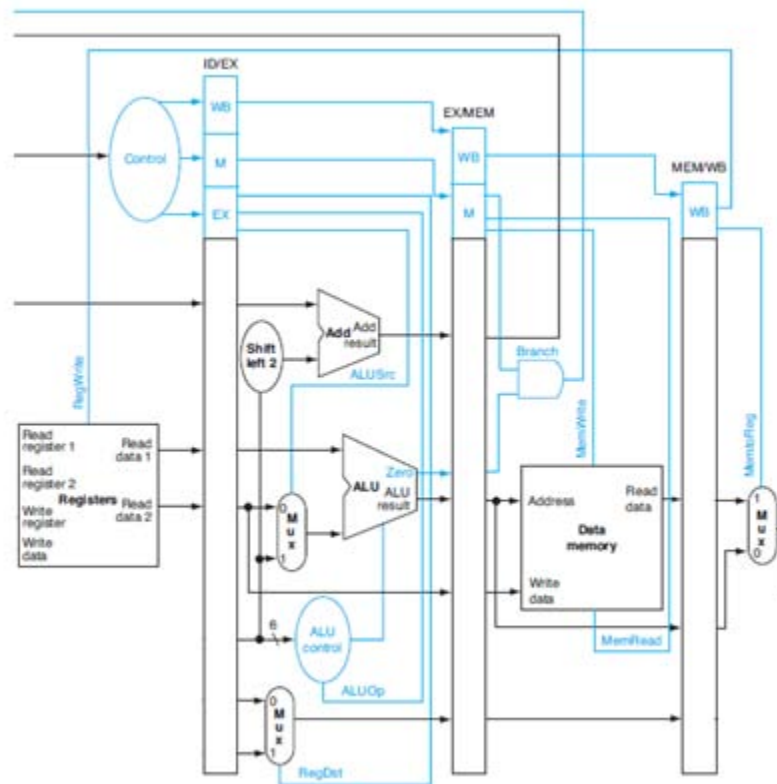 ID/EX
WB
EX/MEM
Control
M
WB
MEM/WB
EX
M
WB
Add
Add
result
Shift
left 2
Branch
ALUSrc
RegWrite
MemWrite
MemtoReg
Read
register 1
Read
data 1
Read
register 2
Registers
Read
data 2
Write
register
Write
data
Zero
ALU
ALU
result
0
M
u
x
1
Address
Read
data
Data
memory
Write
data
1
M
u
x
0
6
ALU
control
MemRead
ALUOp
0
M
u
x
1
RegDst